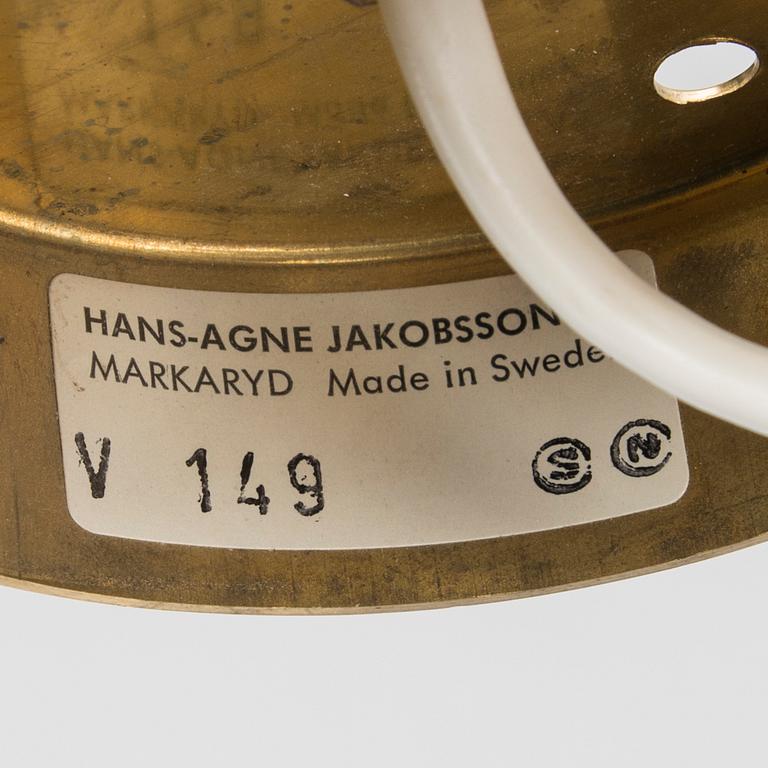 HANS-AGNE JAKOBSSON
MARKARYD Made in Swede
V 149 S N